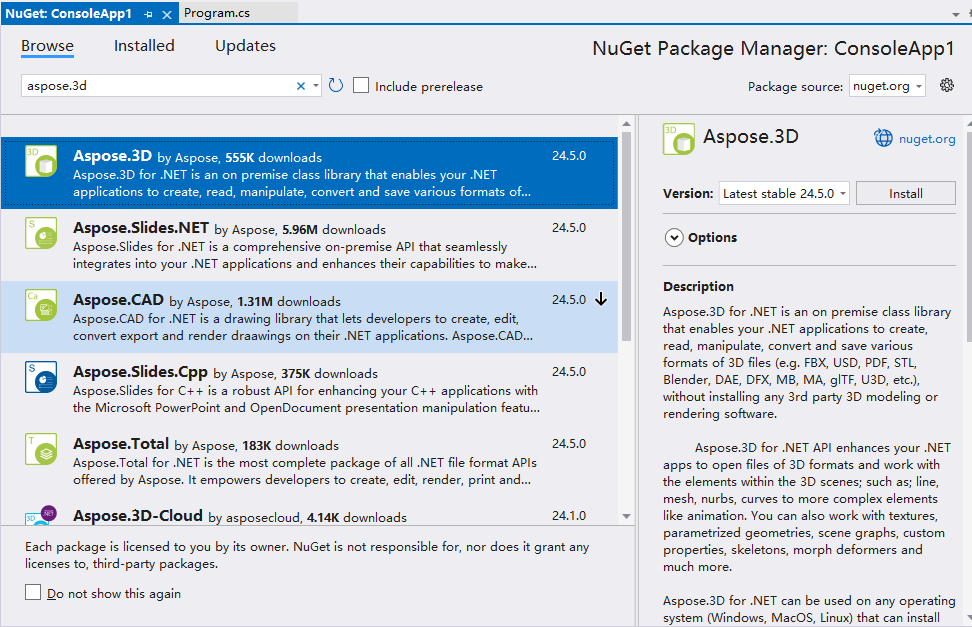 NuGet: ConsoleApp1
Program.cs
Browse Installed Updates
NuGet Package Manager: ConsoleApp1
aspose.3d
Include prerelease
Package source: nuget.org
3D
Aspose.3D by Aspose, 555K downloads 24.5.0
Aspose.3D for .NET is an on premise class library that enables your .NET
applications to create, read, manipulate, convert and save various formats of...
S
Aspose.Slides.NET by Aspose, 5.96M downloads 24.5.0
Aspose.Slides for .NET is a comprehensive on-premise API that seamlessly
integrates into your .NET applications and enhances their capabilities to make...
Ca
Aspose.CAD by Aspose, 1.31M downloads 24.5.0
Aspose.CAD for .NET is a drawing library that lets developers to create, edit,
convert export and render draawings on their .NET applications. Aspose.CAD...
S
Aspose.Slides.Cpp by Aspose, 375K downloads 24.5.0
Aspose.Slides for C++ is a robust API for enhancing your C++ applications with
the Microsoft PowerPoint and OpenDocument presentation manipulation featu...
T
Aspose.Total by Aspose, 183K downloads 24.5.0
Aspose.Total for .NET is the most complete package of all .NET file format APIs
offered by Aspose. It empowers developers to create, edit, render, print and...
3D .NET
Aspose.3D-Cloud by asposecloud, 4.14K downloads 24.1.0
Each package is licensed to you by its owner. NuGet is not responsible for, nor does it grant any
licenses to, third-party packages.
Do not show this again
3D
Aspose.3D
nuget.org
Version: Latest stable 24.5.0 Install
Options
Description
Aspose.3D for .NET is an on premise class library
that enables your .NET applications to create,
read, manipulate, convert and save various
formats of 3D files (e.g. FBX, USD, PDF, STL,
Blender, DAE, DFX, MB, MA, glTF, U3D, etc.),
without installing any 3rd party 3D modeling or
rendering software.
Aspose.3D for .NET API enhances your .NET
apps to open files of 3D formats and work with
the elements within the 3D scenes; such as; line,
mesh, nurbs, curves to more complex elements
like animation. You can also work with textures,
parametrized geometries, scene graphs, custom
properties, skeletons, morph deformers and
much more.
Aspose.3D for .NET can be used on any operating
system (Windows, MacOS, Linux) that can install